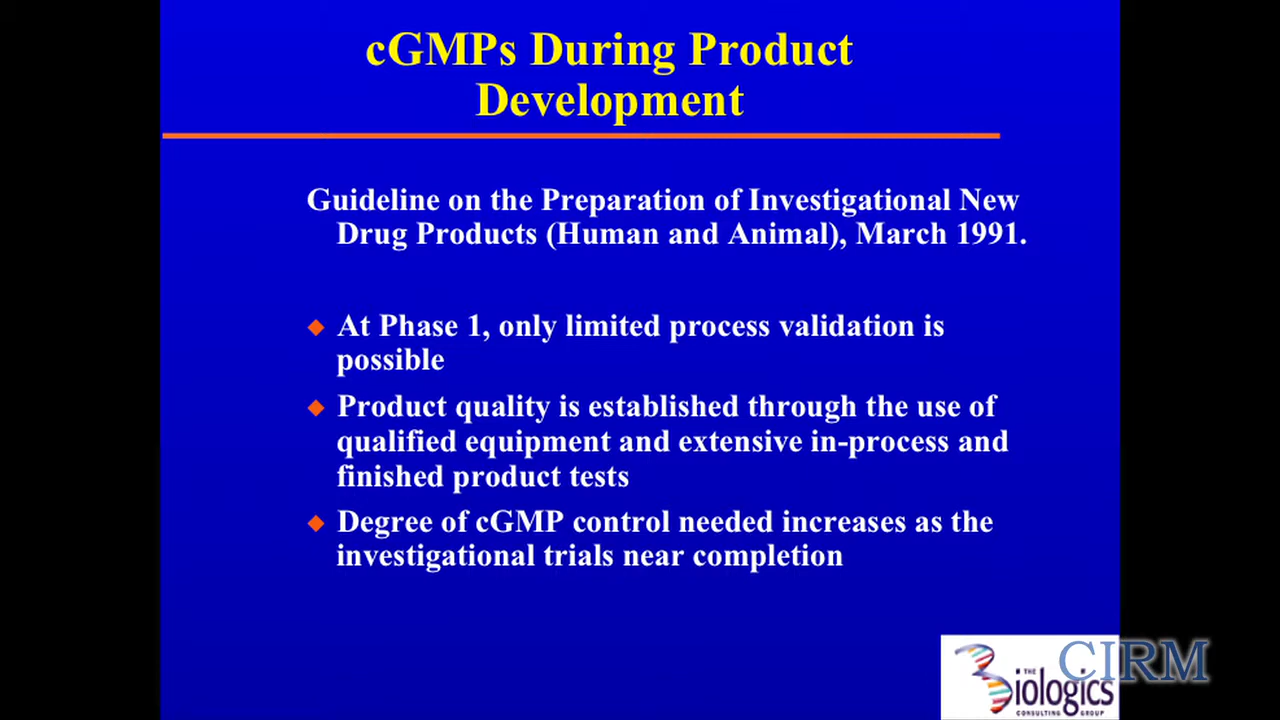 cGMPs During Product
Development
Guideline on the Preparation of Investigational New
Drug Products (Human and Animal), March 1991.
At Phase 1, only limited process validation is
possible
Product quality is established through the use of
qualified equipment and extensive in-process and
finished product tests
Degree of cGMP control needed increases as the
investigational trials near completion
THE
Biologics
CONSULTING GROUP
CIRM